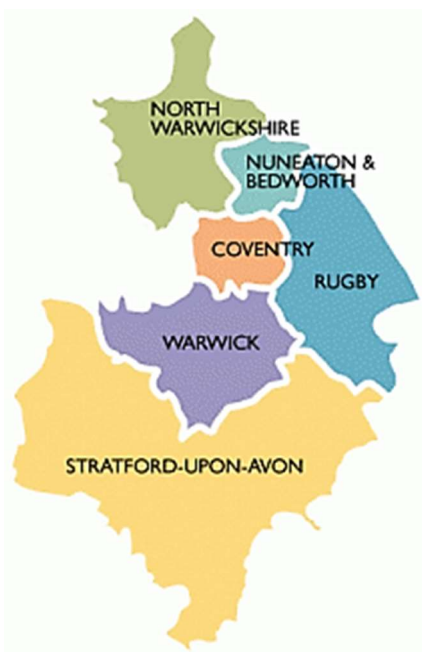 NORTH
WARWICKSHIRE
NUNEATON &
BEDWORTH
COVENTRY
RUGBY
WARWICK
STRATFORD-UPON-AVON